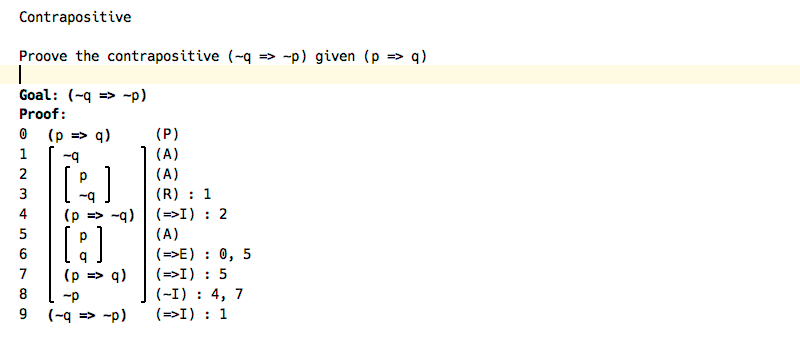 Contrapositive
Proove the contrapositive (~q => ~p) given (p => q)
Goal: (~q => ~p)
Proof:
0 (p => q) (P)
1 ~q (A)
2 p (A)
3 ~q (R) : 1
4 (p => ~q) (=>I) : 2
5 p (A)
6 q (=>E) : 0, 5
7 (p => q) (=>I) : 5
8 ~p (~I) : 4, 7
9 (~q => ~p) (=>I) : 1